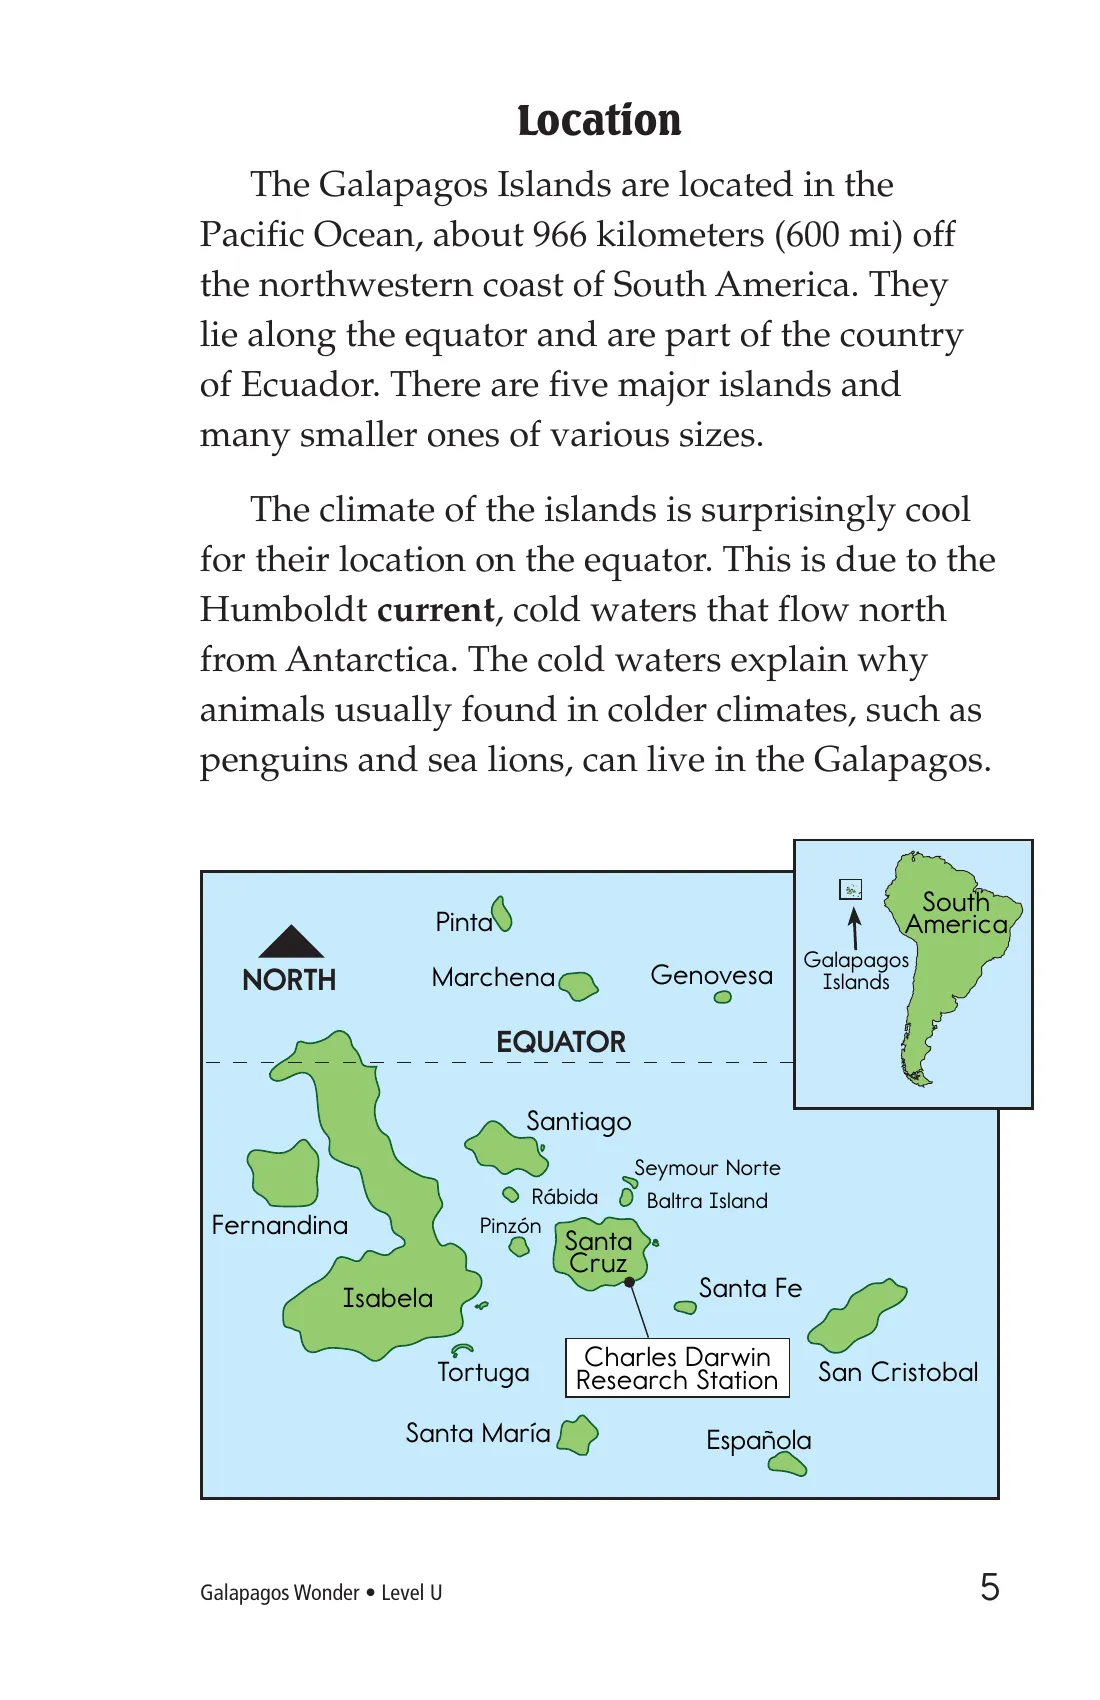 Location
The Galapagos Islands are located in the
Pacific Ocean, about 966 kilometers (600 mi) off
the northwestern coast of South America. They
lie along the equator and are part of the country
of Ecuador. There are five major islands and
many smaller ones of various sizes.
The climate of the islands is surprisingly cool
for their location on the equator. This is due to the
Humboldt current, cold waters that flow north
from Antarctica. The cold waters explain why
animals usually found in colder climates, such as
penguins and sea lions, can live in the Galapagos.
South
America
Galapagos
Islands
Pinta
NORTH
Marchena
Genovesa
EQUATOR
Santiago
Seymour Norte
Rábida
Baltra Island
Fernandina
Pinzón
Santa
Cruz
Isabela
Santa Fe
Charles Darwin
Research Station
Tortuga
San Cristobal
Santa María
Española
Galapagos Wonder • Level U
5